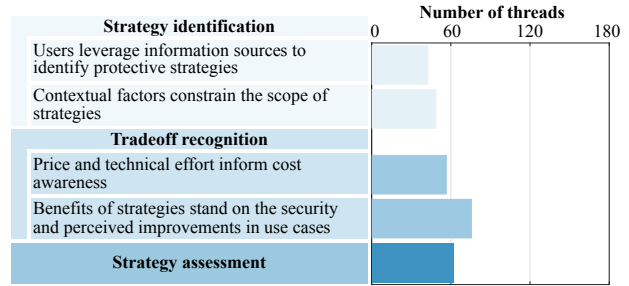 Number of threads
Strategy identification
0 60 120 180
Users leverage information sources to
identify protective strategies
Contextual factors constrain the scope of
strategies
Tradeoff recognition
Price and technical effort inform cost
awareness
Benefits of strategies stand on the security
and perceived improvements in use cases
Strategy assessment